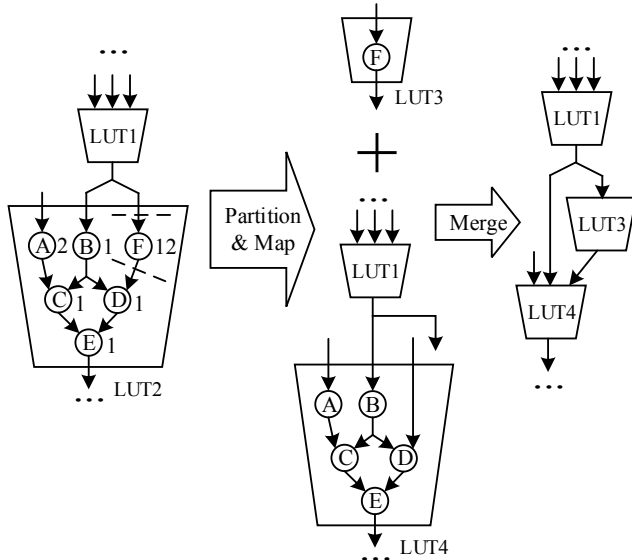 ...
LUT1
A 2 B 1 F 12
C 1 D 1
E 1
... LUT2
Partition
& Map
F
LUT3
+
...
LUT1
A B
C D
E
... LUT4
Merge
...
LUT1
LUT3
LUT4
...